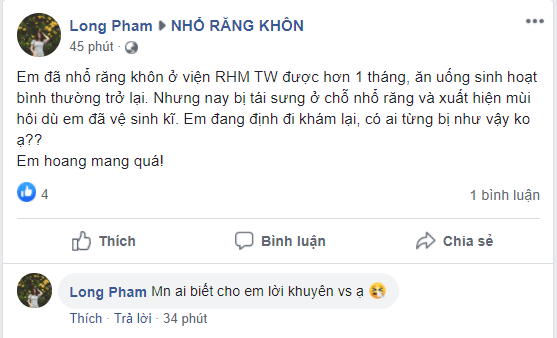 Long Pham ▸ NHỔ RĂNG KHÔN
45 phút ·
Em đã nhổ răng khôn ở viện RHM TW được hơn 1 tháng, ăn uống sinh hoạt
bình thường trở lại. Nhưng nay bị tái sưng ở chỗ nhổ răng và xuất hiện mùi
hôi dù em đã vệ sinh kĩ. Em đang định đi khám lại, có ai từng bị như vậy ko
ạ??
Em hoang mang quá!
4
1 bình luận
Thích
Bình luận
Chia sẻ
Long Pham Mn ai biết cho em lời khuyên vs ạ
Thích · Trả lời · 34 phút